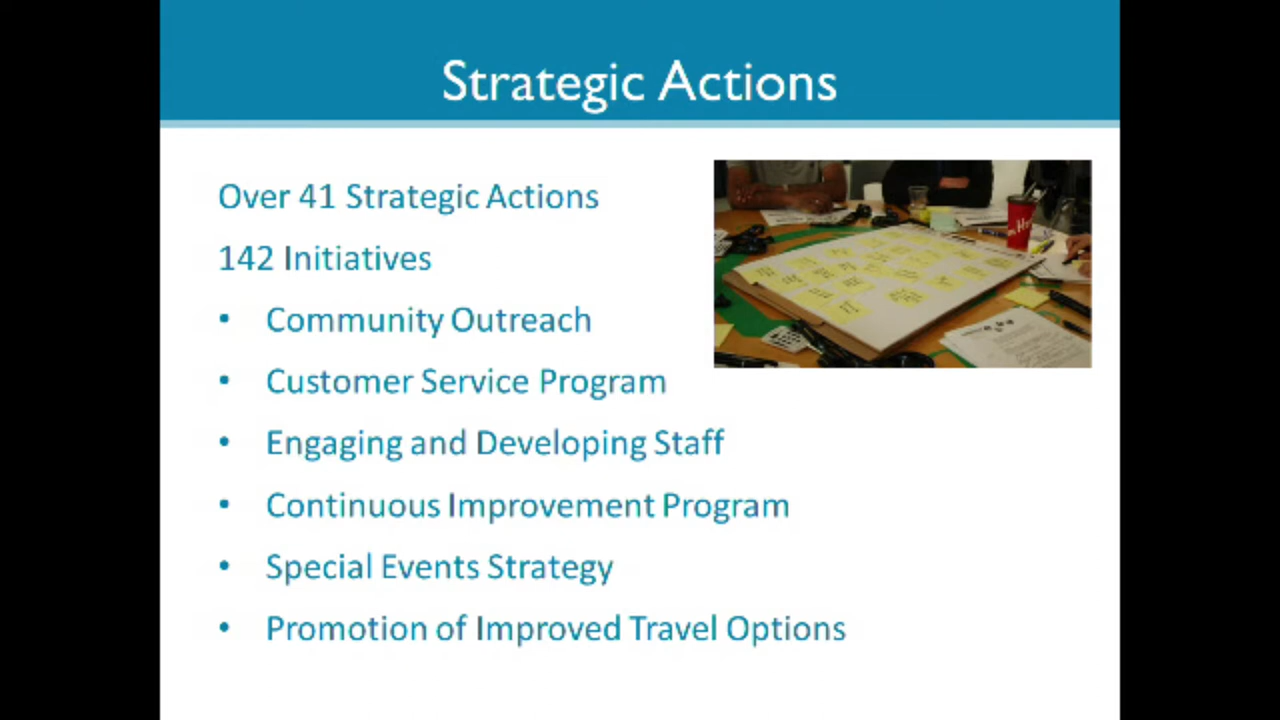 Strategic Actions
Over 41 Strategic Actions
142 Initiatives
• Community Outreach
• Customer Service Program
• Engaging and Developing Staff
• Continuous Improvement Program
• Special Events Strategy
• Promotion of Improved Travel Options